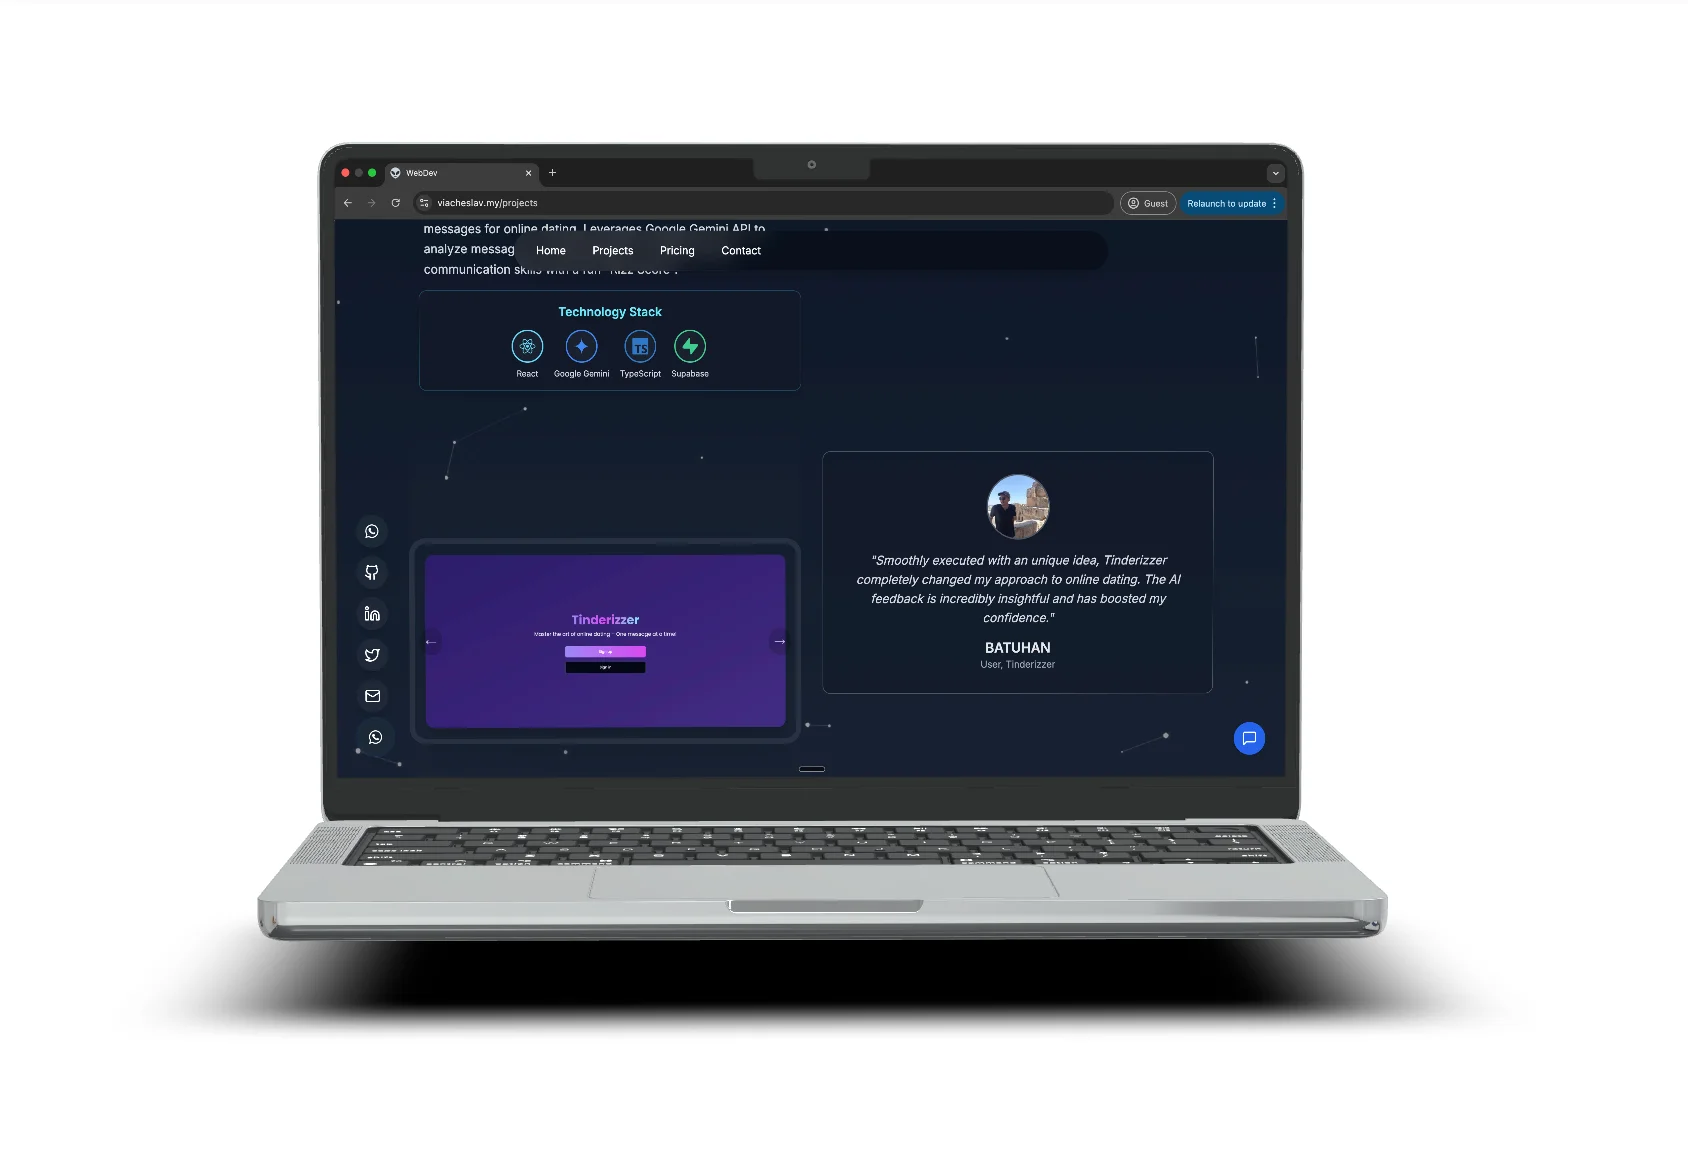 WebDev
viacheslav.my/projects
Guest
Relaunch to update
messages for online dating. Leverages Google Gemini API to
analyze messag
communication skills with a fun "Rizz Score".
Home Projects Pricing Contact
Technology Stack
React Google Gemini TypeScript Supabase
Tinderizzer
Master the art of online dating - One message at a time!
Sign in
"Smoothly executed with an unique idea, Tinderizzer
completely changed my approach to online dating. The AI
feedback is incredibly insightful and has boosted my
confidence."
BATUHAN
User, Tinderizzer